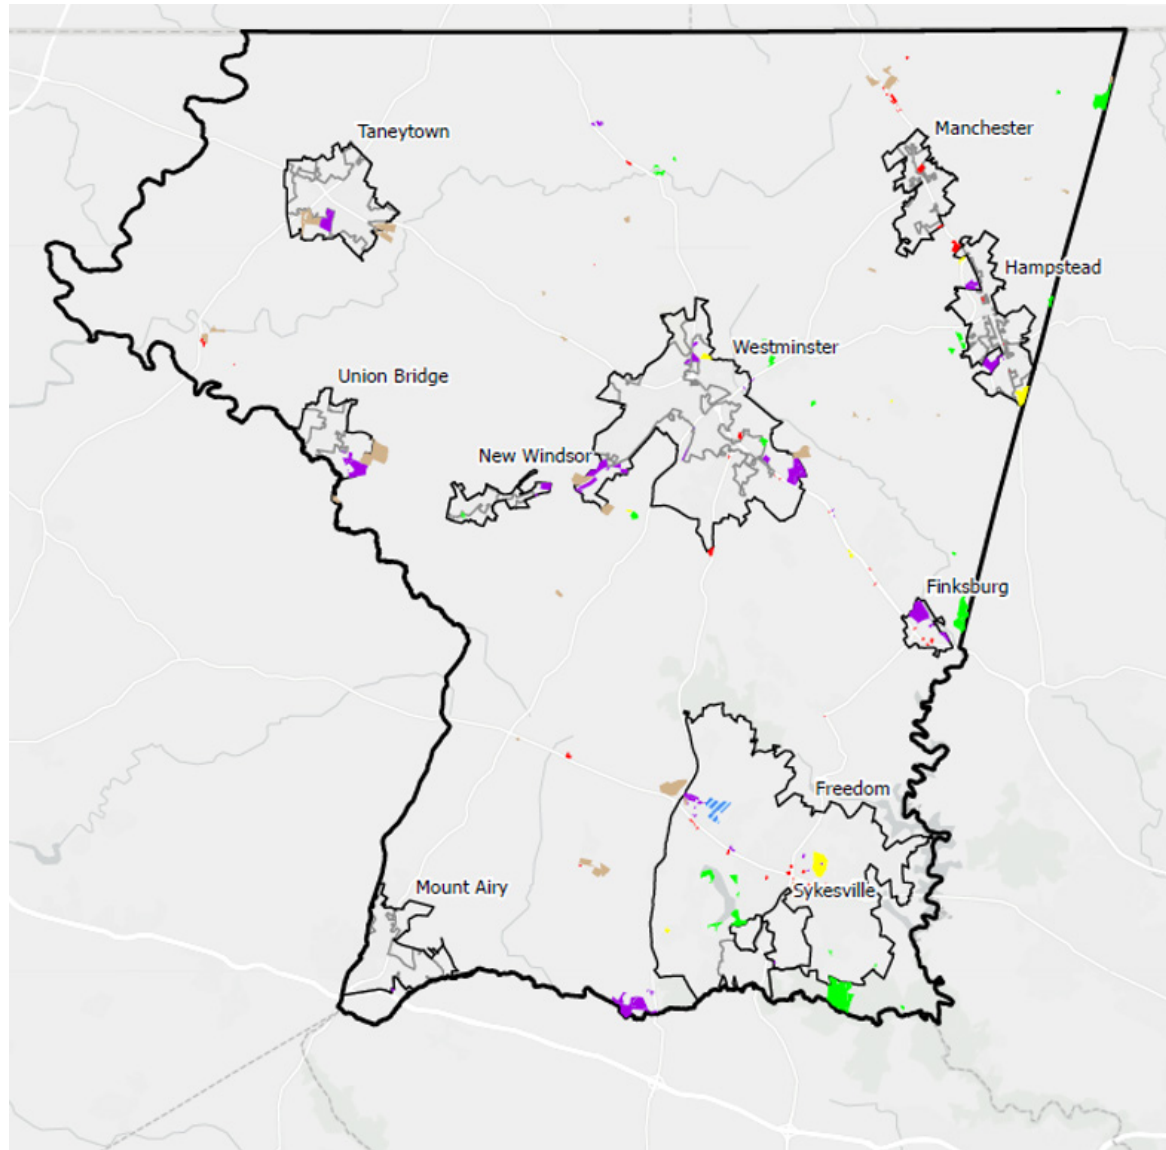 Taneytown
Manchester
Hampstead
Westminster
Union Bridge
New Windsor
Finksburg
Freedom
Mount Airy
Sykesville